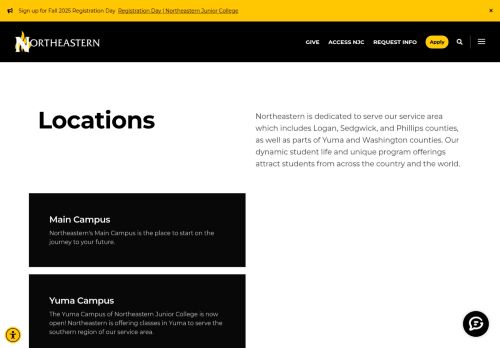 Sign up for Fall 2025 Registration Day Registration Day | Northeastern Junior College ×
NORTHEASTERN
GIVE ACCESS NJC REQUEST INFO Apply
Locations
Northeastern is dedicated to serve our service area
which includes Logan, Sedgwick, and Phillips counties,
as well as parts of Yuma and Washington counties. Our
dynamic student life and unique program offerings
attract students from across the country and the world.
Main Campus
Northeastern's Main Campus is the place to start on the
journey to your future.
Yuma Campus
The Yuma Campus of Northeastern Junior College is now
open! Northeastern is offering classes in Yuma to serve the
southern region of our service area.